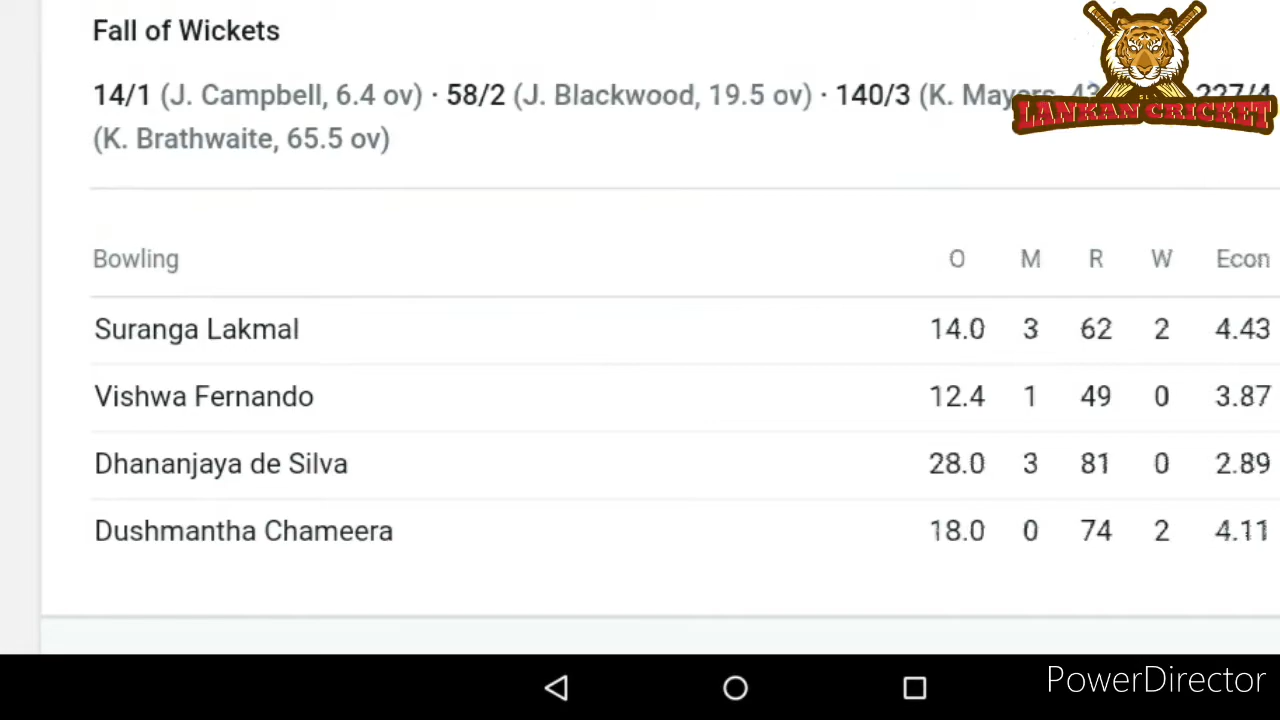 Fall of Wickets
14/1 (J. Campbell, 6.4 ov) · 58/2 (J. Blackwood, 19.5 ov) · 140/3 (K. Mayers, 227/4
(K. Brathwaite, 65.5 ov)
LANKAN CRICKET
Bowling O M R W Econ
Suranga Lakmal 14.0 3 62 2 4.43
Vishwa Fernando 12.4 1 49 0 3.87
Dhananjaya de Silva 28.0 3 81 0 2.89
Dushmantha Chameera 18.0 0 74 2 4.11
PowerDirector